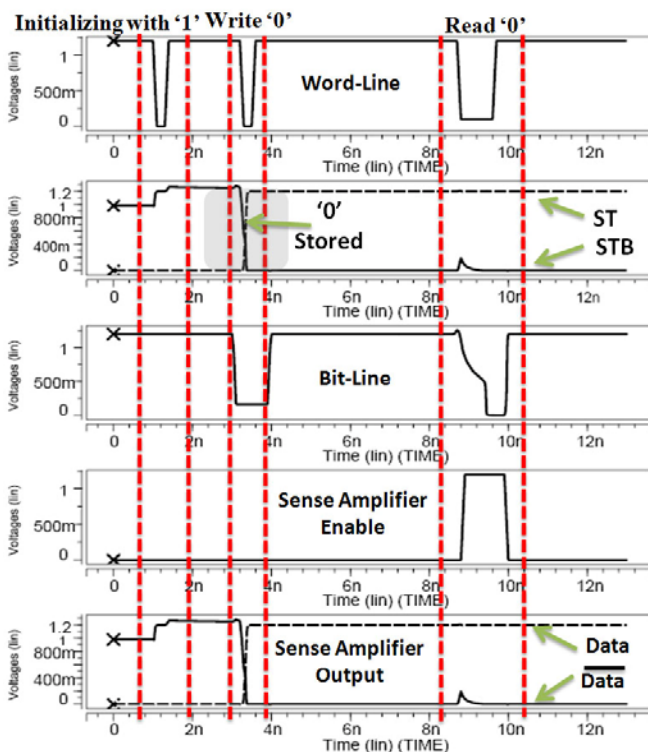 Initializing with ‘1’ Write ‘0’ Read ‘0’
Voltages (lin)
1
500m
0
Word-Line
0 2n 4n 6n 8n 10n 12n
Time (lin) (TIME)
Voltages (lin)
1.2
800m
400m
0
‘0’
Stored
ST
STB
0 2n 4n 6n 8n 10n 12n
Time (lin) (TIME)
Voltages (lin)
1
500m
0
Bit-Line
0 2n 4n 6n 8n 10n 12n
Time (lin) (TIME)
Voltages (lin)
1
500m
0
Sense Amplifier
Enable
0 2n 4n 6n 8n 10n 12n
Time (lin) (TIME)
Voltages (lin)
1.2
800m
400m
0
Sense Amplifier
Output
Data
Data
0 2n 4n 6n 8n 10n 12n
Time (lin) (TIME)